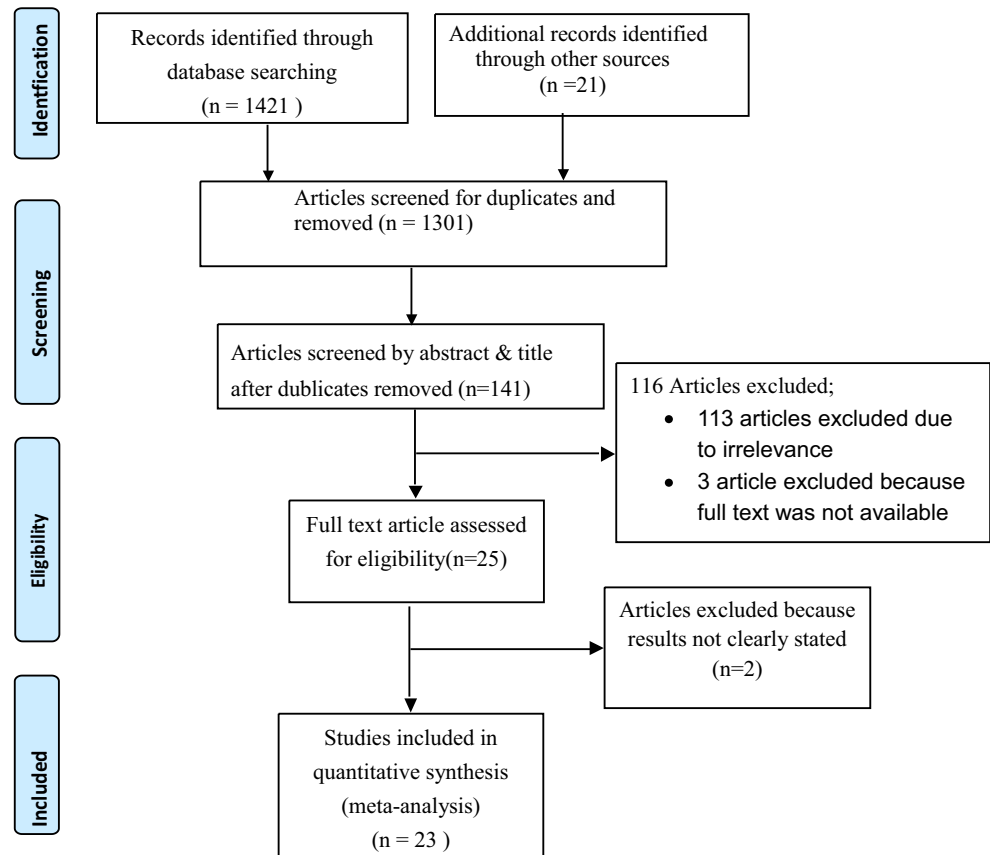 Identfication
Records identified through
database searching
(n = 1421 )
Additional records identified
through other sources
(n =21)
Screening
Articles screened for duplicates and
removed (n = 1301)
Articles screened by abstract & title
after dublicates removed (n=141)
116 Articles excluded;
• 113 articles excluded due
to irrelevance
• 3 article excluded because
full text was not available
Eligibility
Full text article assessed
for eligibility(n=25)
Articles excluded because
results not clearly stated
(n=2)
Included
Studies included in
quantitative synthesis
(meta-analysis)
(n = 23 )